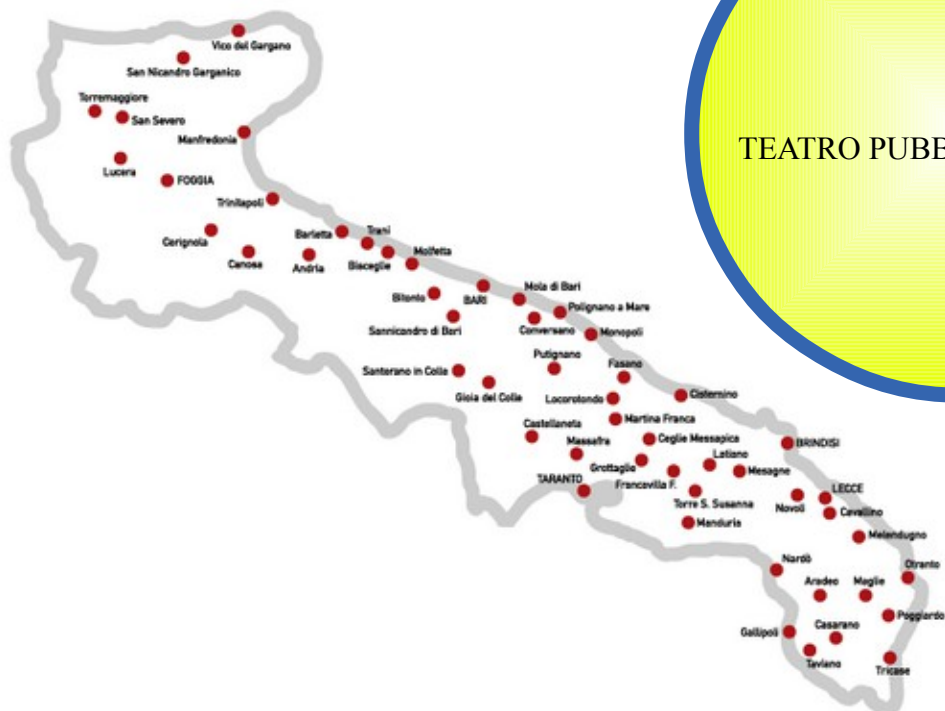 Vico del Gargano
San Nicandro Garganico
Torremaggiore
San Severo
Manfredonia
Lucera
FOGGIA
Trinitapoli
Cerignola
Canosa
Andria
Barletta
Trani
Bisceglie
Molfetta
Bitonto
BARI
Mola di Bari
Sannicandro di Bari
Conversano
Polignano a Mare
Monopoli
Putignano
Fasano
Santerano in Colle
Gioia del Colle
Locorotondo
Cisternino
Castellaneta
Martina Franca
Massafra
Ceglie Messapica
BRINDISI
Grottaglie
Latiano
TARANTO
Francavilla F.
Mesagne
Torre S. Susanna
Novoli
LECCE
Cavallino
Manduria
Melendugno
Nardò
Otranto
Aradeo
Maglie
Poggiardo
Gallipoli
Casarano
Taviano
Tricase
TEATRO PUBB